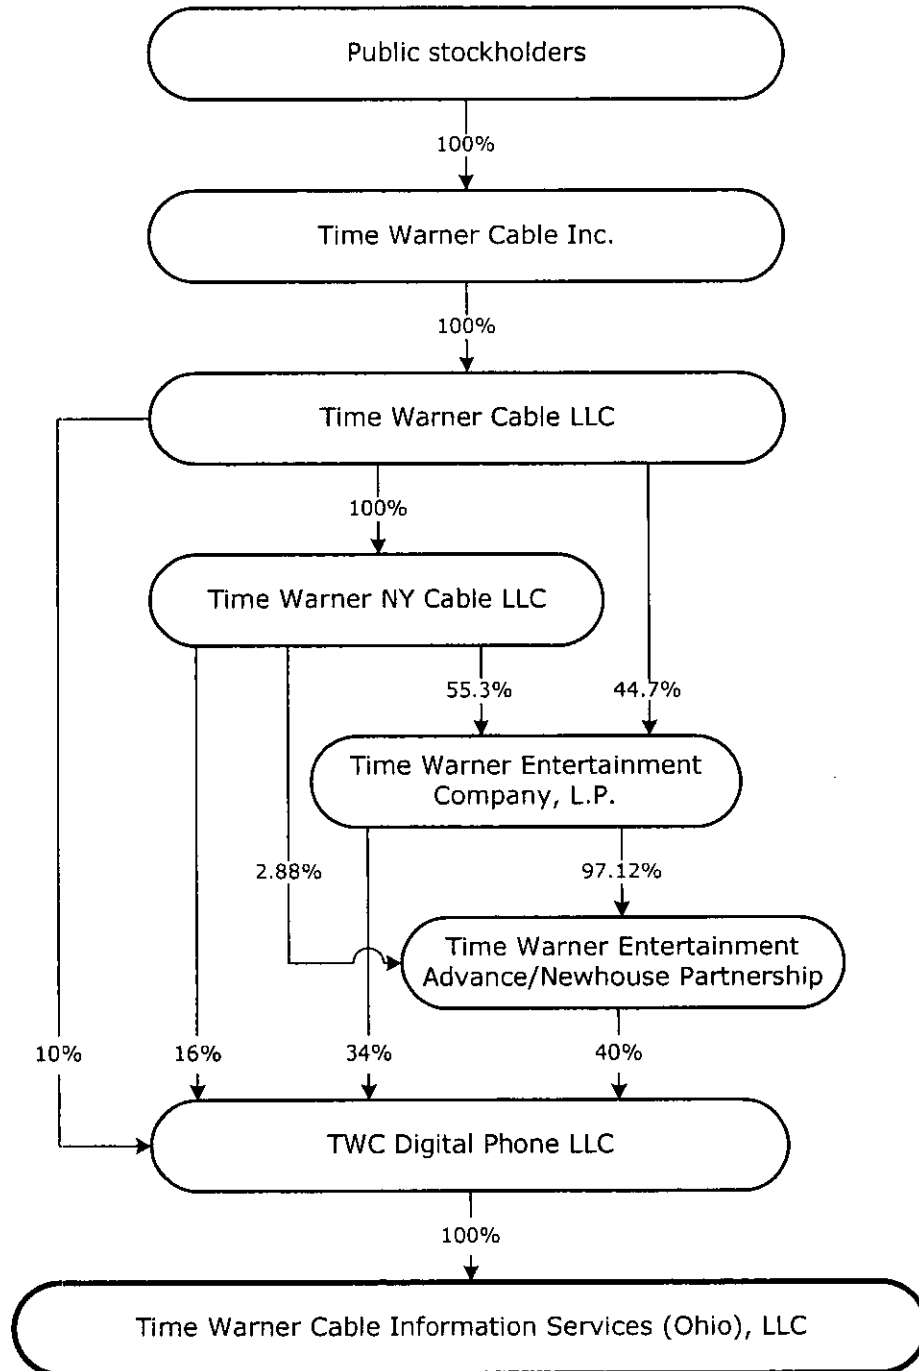 Public stockholders
100%
Time Warner Cable Inc.
100%
Time Warner Cable LLC
100%
Time Warner NY Cable LLC
55.3%
44.7%
Time Warner Entertainment
Company, L.P.
2.88%
97.12%
Time Warner Entertainment
Advance/Newhouse Partnership
10%
16%
34%
40%
TWC Digital Phone LLC
100%
Time Warner Cable Information Services (Ohio), LLC